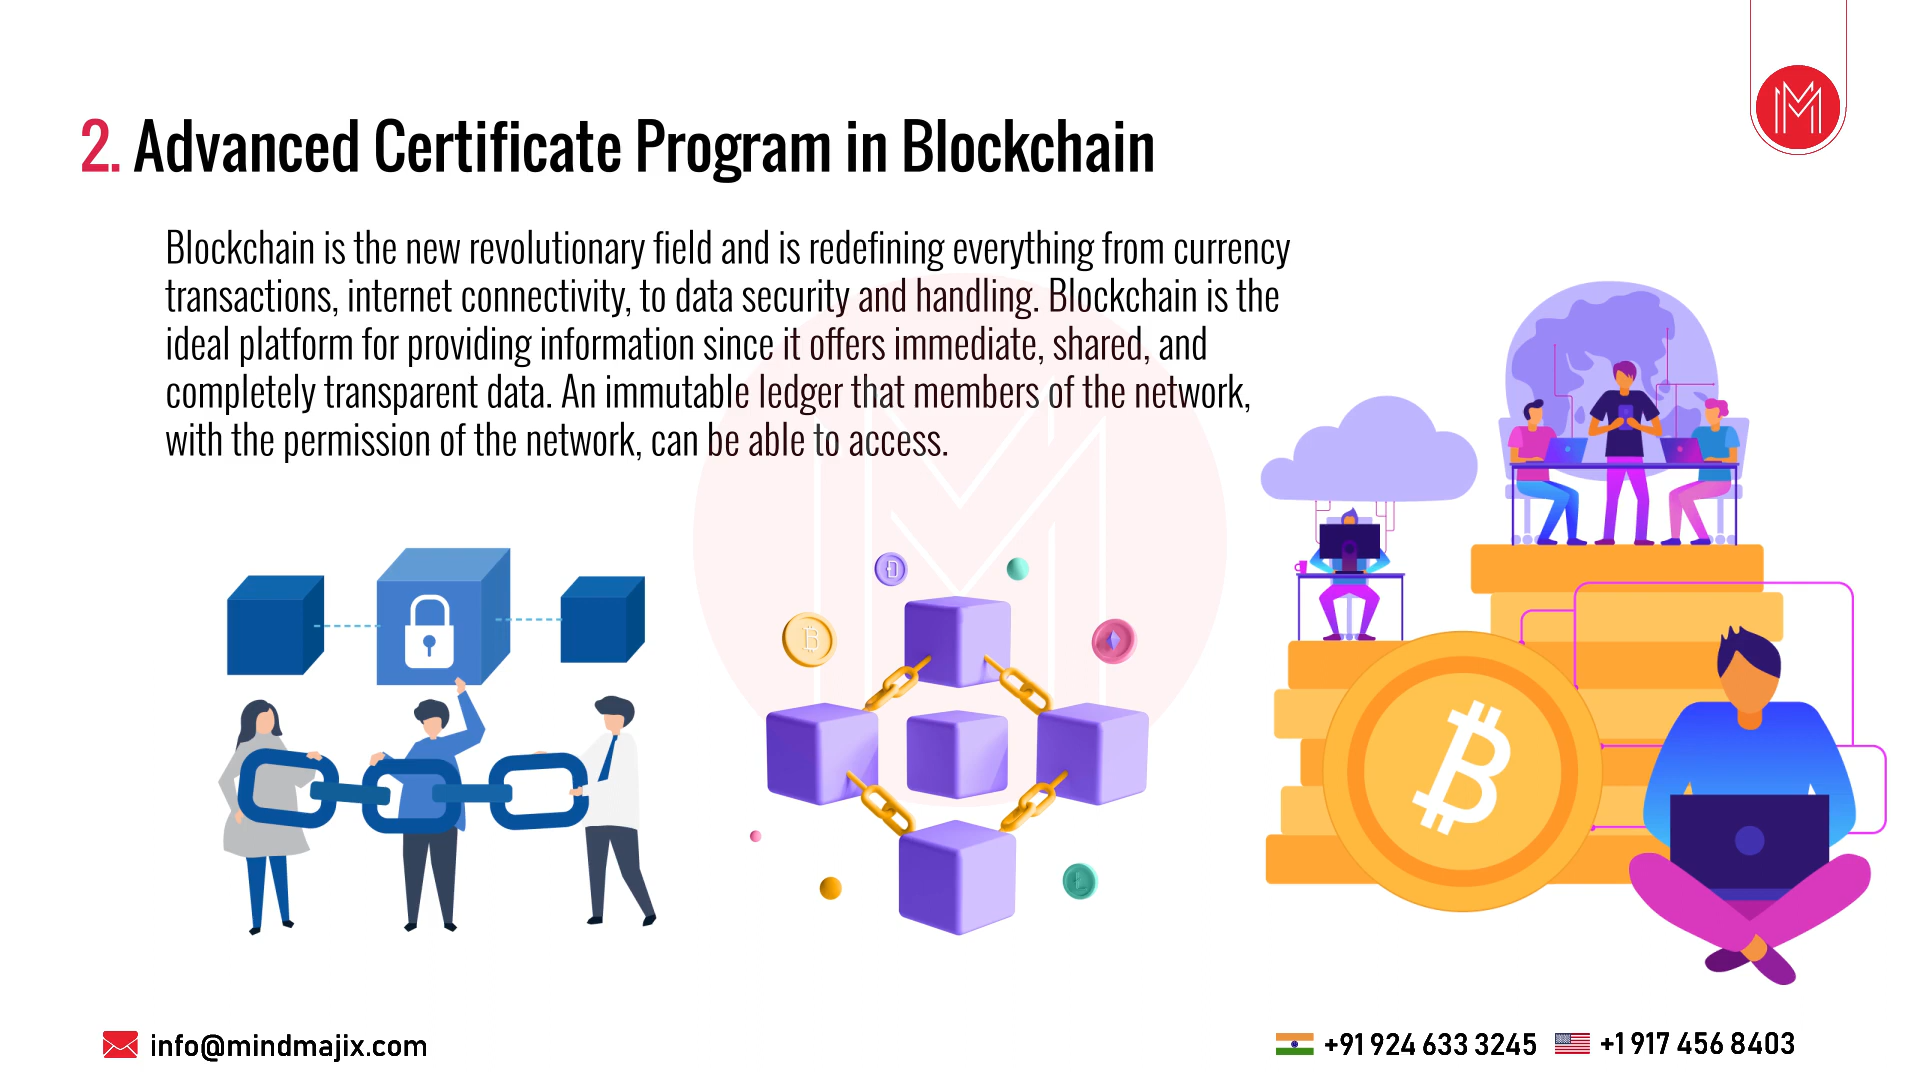 2. Advanced Certificate Program in Blockchain
Blockchain is the new revolutionary field and is redefining everything from currency
transactions, internet connectivity, to data security and handling. Blockchain is the
ideal platform for providing information since it offers immediate, shared, and
completely transparent data. An immutable ledger that members of the network,
with the permission of the network, can be able to access.
info@mindmajix.com
+91 924 633 3245
+1 917 456 8403